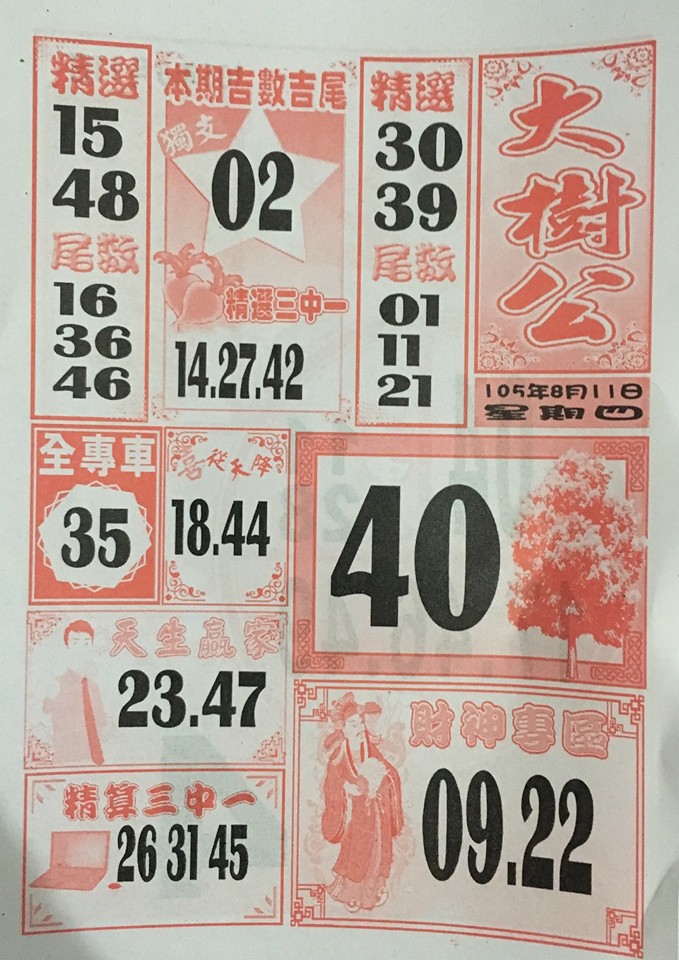 精選
15
48
尾数
16
36
46
本期吉數吉尾
獨支
02
精選三中一
14.27.42
精選
30
39
尾数
01
11
21
大樹公
105年8月11日
星期四
全專車
35
喜從天降
18.44
40
天生贏家
23.47
精算三中一
26 31 45
財神專區
09.22